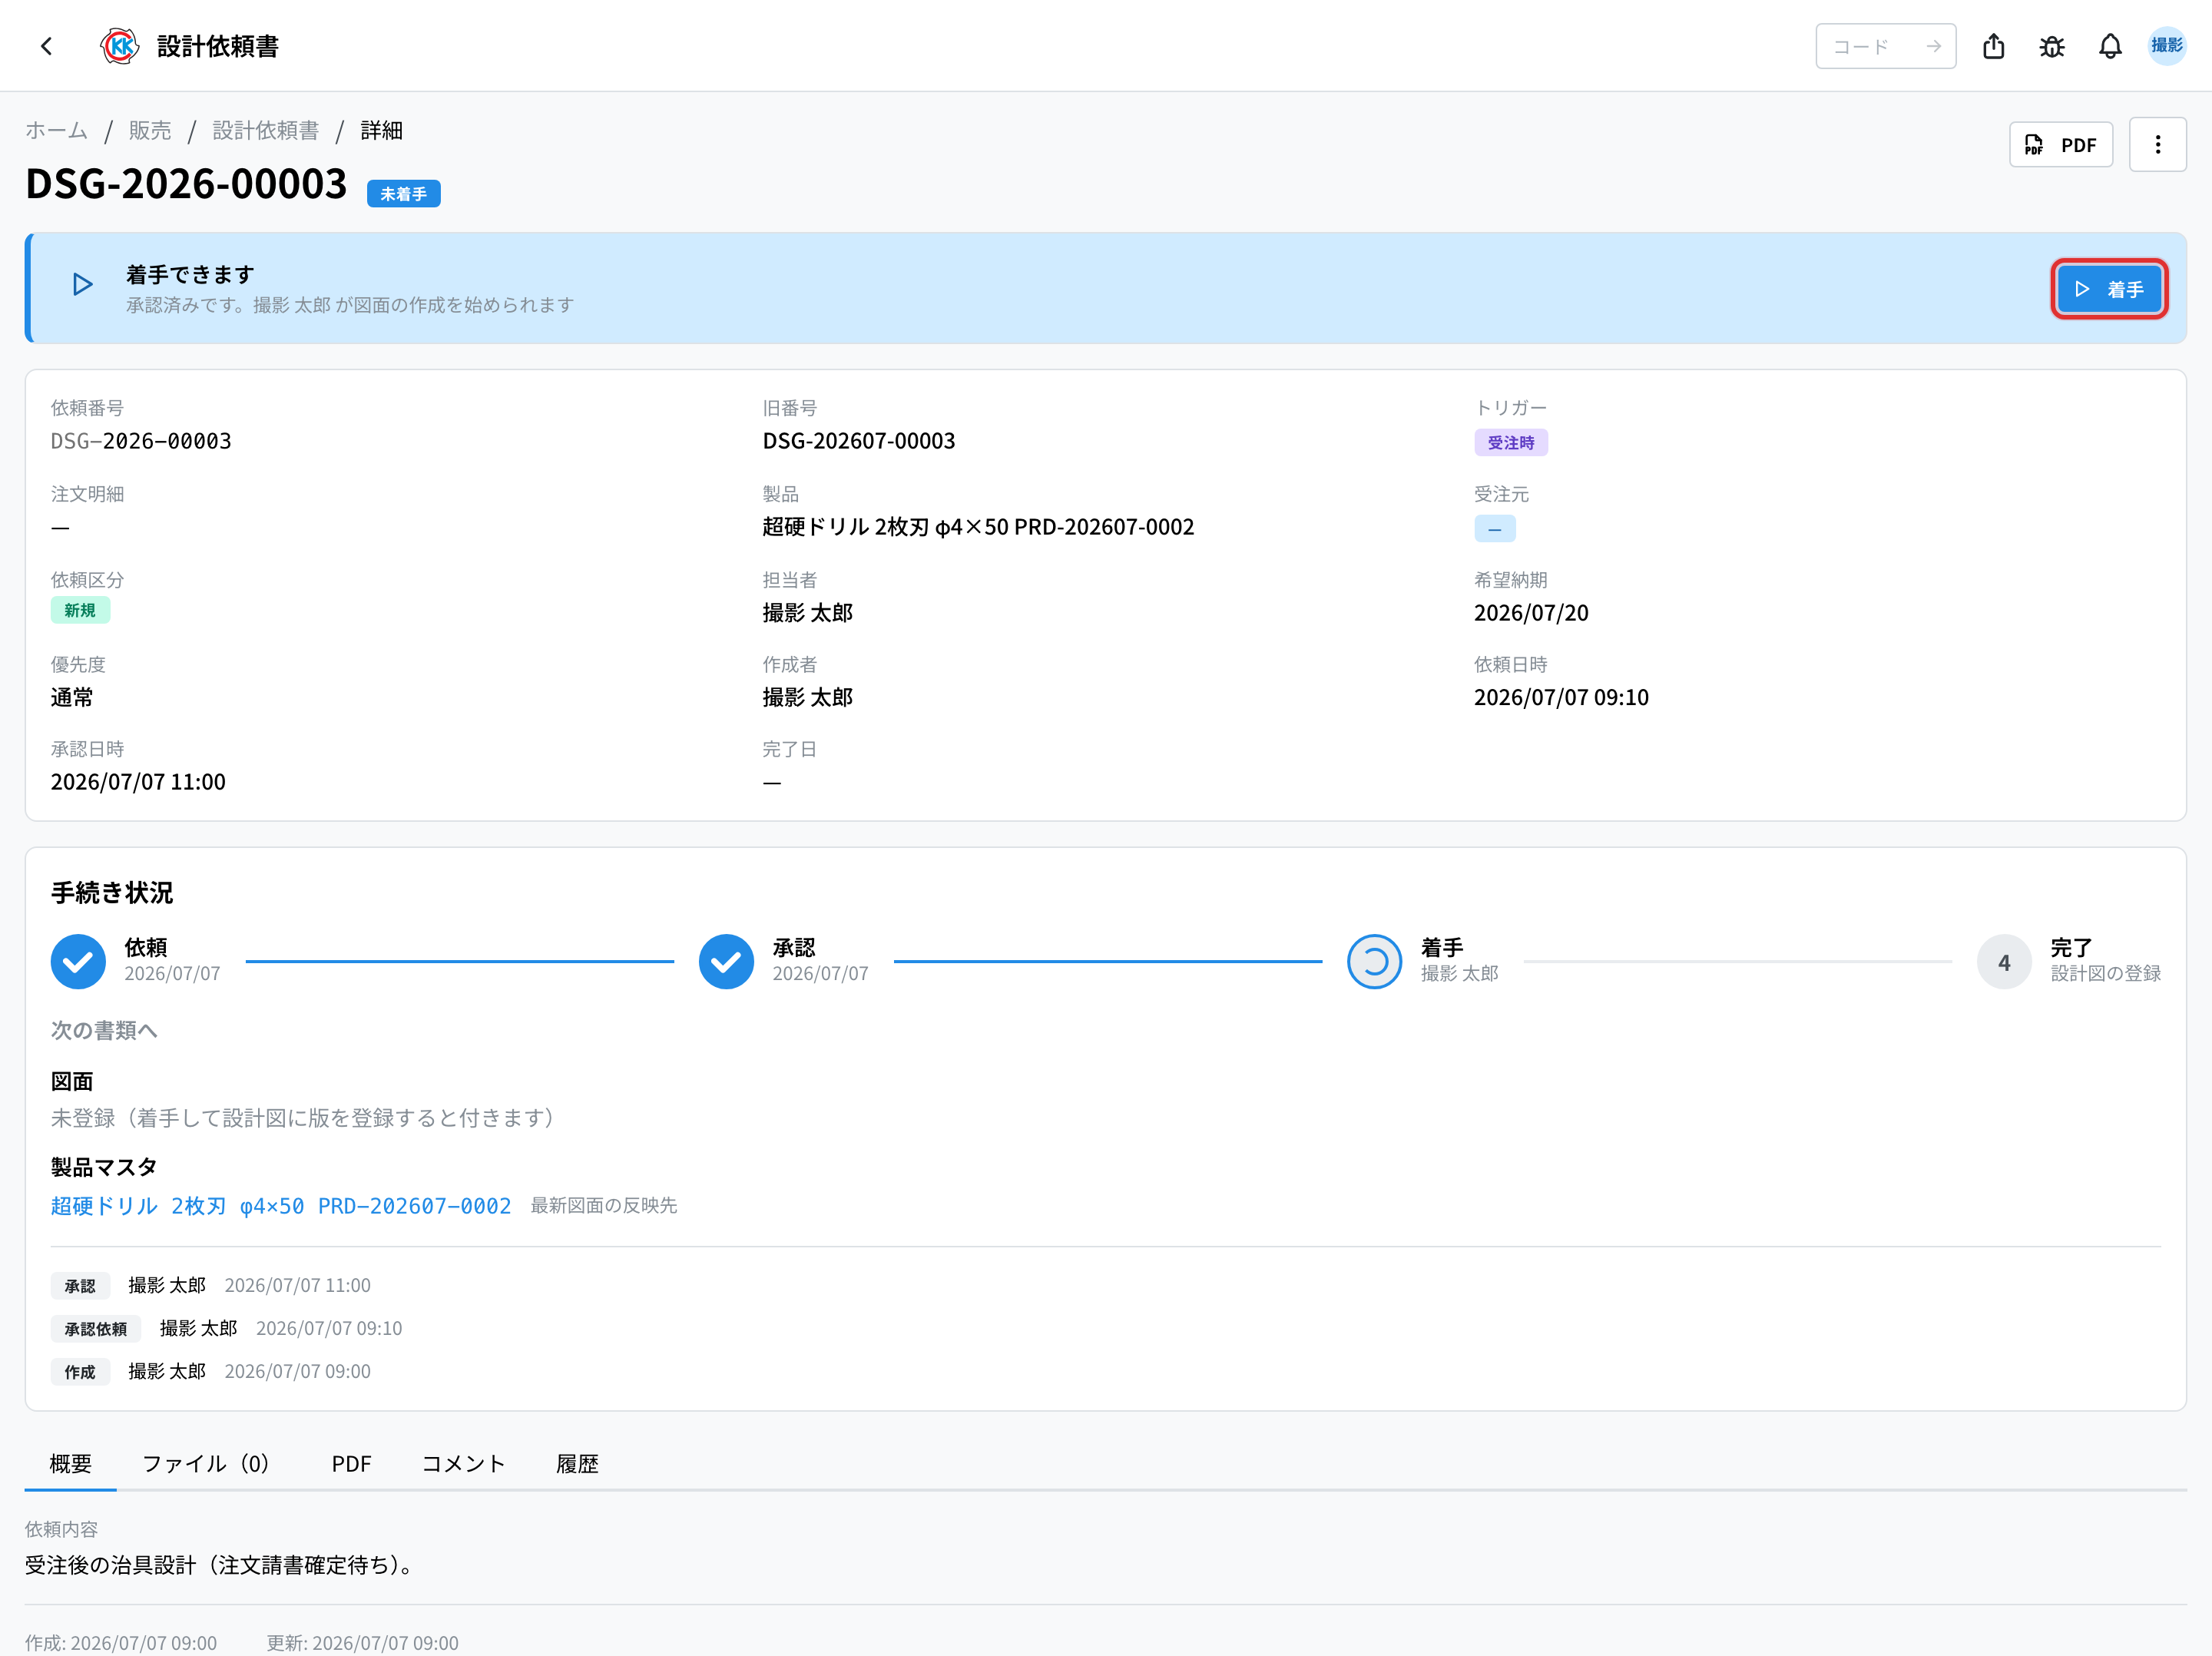 KK 設計依頼書 コード → 撮影
ホーム / 販売 / 設計依頼書 / 詳細
PDF PDF
DSG-2026-00003 未着手
着手できます
承認済みです。撮影 太郎 が図面の作成を始められます
着手
依頼番号 旧番号 トリガー
DSG-2026-00003 DSG-202607-00003 受注時
注文明細 製品 受注元
— 超硬ドリル 2枚刃 φ4×50 PRD-202607-0002 —
依頼区分 担当者 希望納期
新規 撮影 太郎 2026/07/20
優先度 作成者 依頼日時
通常 撮影 太郎 2026/07/07 09:10
承認日時 完了日
2026/07/07 11:00 —
手続き状況
依頼 承認 着手 4 完了
2026/07/07 2026/07/07 撮影 太郎 設計図の登録
次の書類へ
図面
未登録（着手して設計図に版を登録すると付きます）
製品マスタ
超硬ドリル 2枚刃 φ4×50 PRD-202607-0002 最新図面の反映先
承認 撮影 太郎 2026/07/07 11:00
承認依頼 撮影 太郎 2026/07/07 09:10
作成 撮影 太郎 2026/07/07 09:00
概要 ファイル（0） PDF コメント 履歴
依頼内容
受注後の治具設計（注文請書確定待ち）。
作成: 2026/07/07 09:00 更新: 2026/07/07 09:00